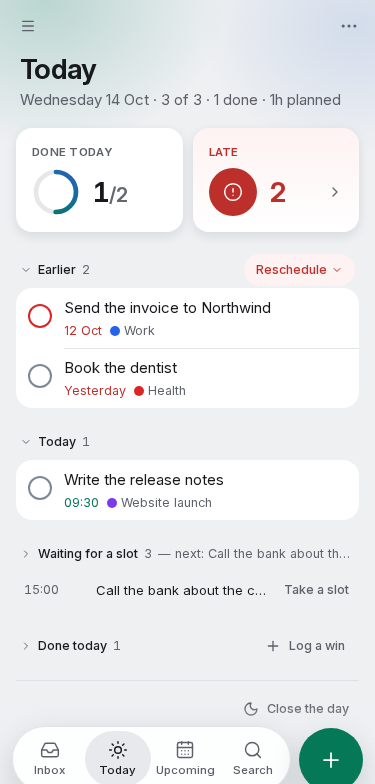 Today
Wednesday 14 Oct · 3 of 3 · 1 done · 1h planned
DONE TODAY
1/2
LATE
2
Earlier 2
Reschedule
Send the invoice to Northwind
12 Oct Work
Book the dentist
Yesterday Health
Today 1
Write the release notes
09:30 Website launch
Waiting for a slot 3 — next: Call the bank about th…
15:00 Call the bank about the c… Take a slot
Done today 1
Log a win
Close the day
Inbox
Today
Upcoming
Search